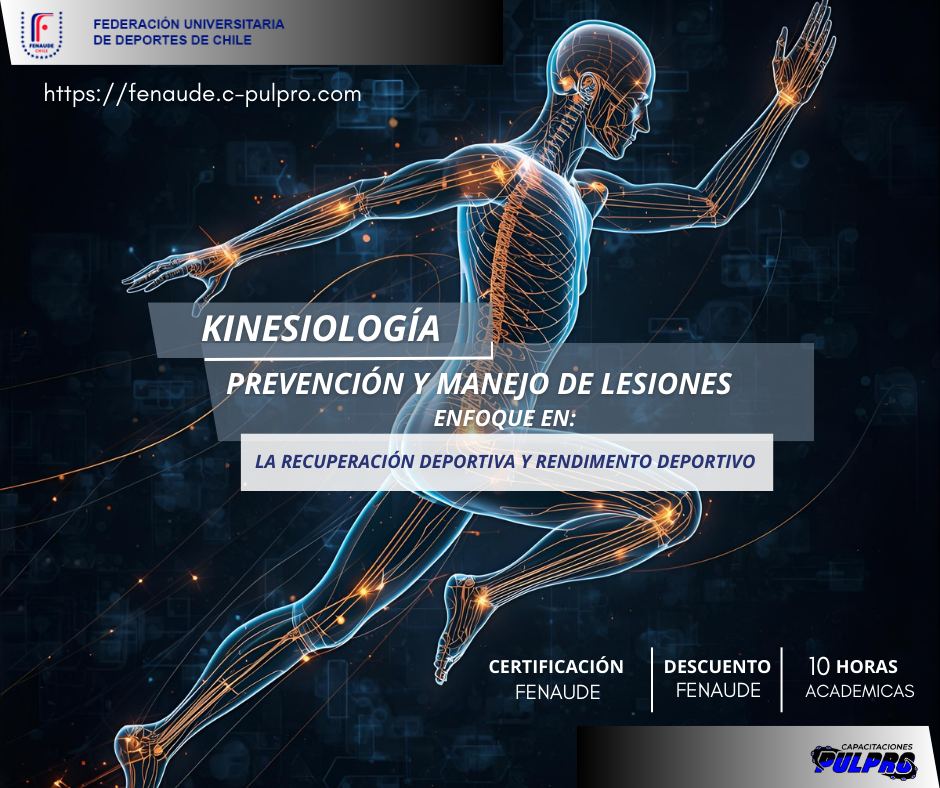 FEDERACIÓN UNIVERSITARIA
DE DEPORTES DE CHILE
FENAUDE
CHILE
https://fenaude.c-pulpro.com
KINESIOLOGÍA
PREVENCIÓN Y MANEJO DE LESIONES
ENFOQUE EN:
LA RECUPERACIÓN DEPORTIVA Y RENDIMENTO DEPORTIVO
CERTIFICACIÓN
FENAUDE
DESCUENTO
FENAUDE
10 HORAS
ACADEMICAS
CAPACITACIONES
PULPRO